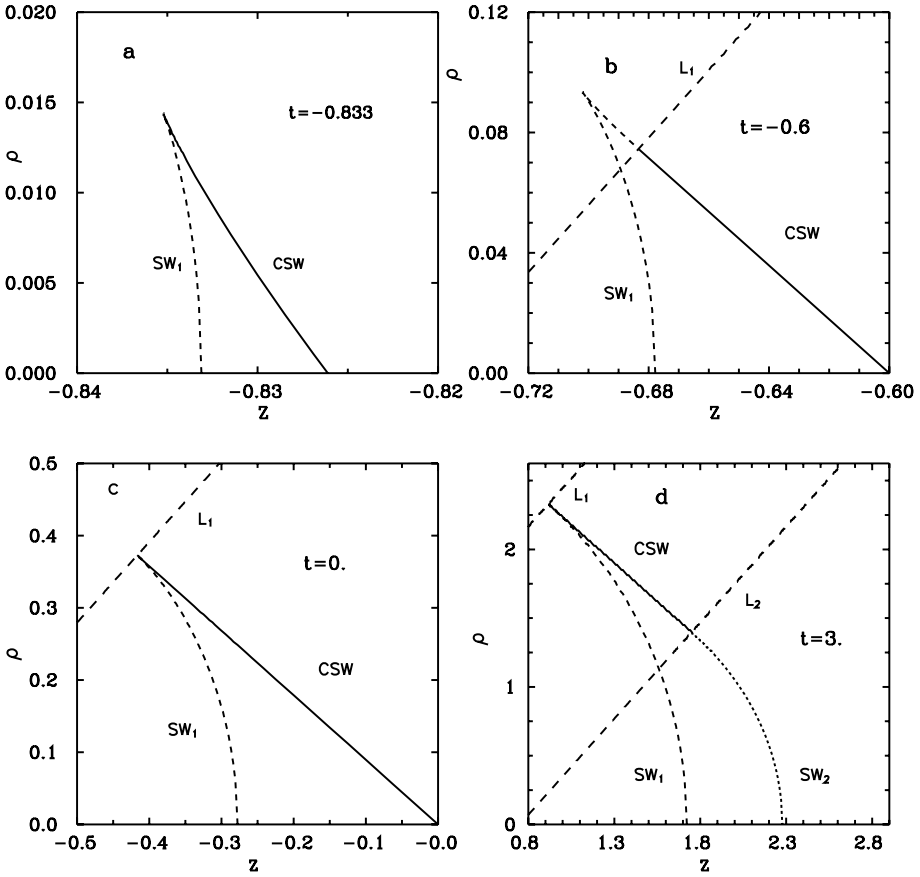 0.020
0.015
0.010
0.005
0.000
ρ
a
t=−0.833
SW₁
CSW
−0.84
−0.83
−0.82
Z
0.12
0.08
0.04
0.00
ρ
b
L₁
t=−0.6
CSW
SW₁
−0.72
−0.68
−0.64
−0.60
Z
0.5
0.4
0.3
0.2
0.1
0.0
ρ
c
L₁
t=0.
CSW
SW₁
−0.5
−0.4
−0.3
−0.2
−0.1
−0.0
Z
2
1
0
ρ
L₁
d
CSW
L₂
t=3.
SW₁
SW₂
0.8
1.3
1.8
2.3
2.8
Z